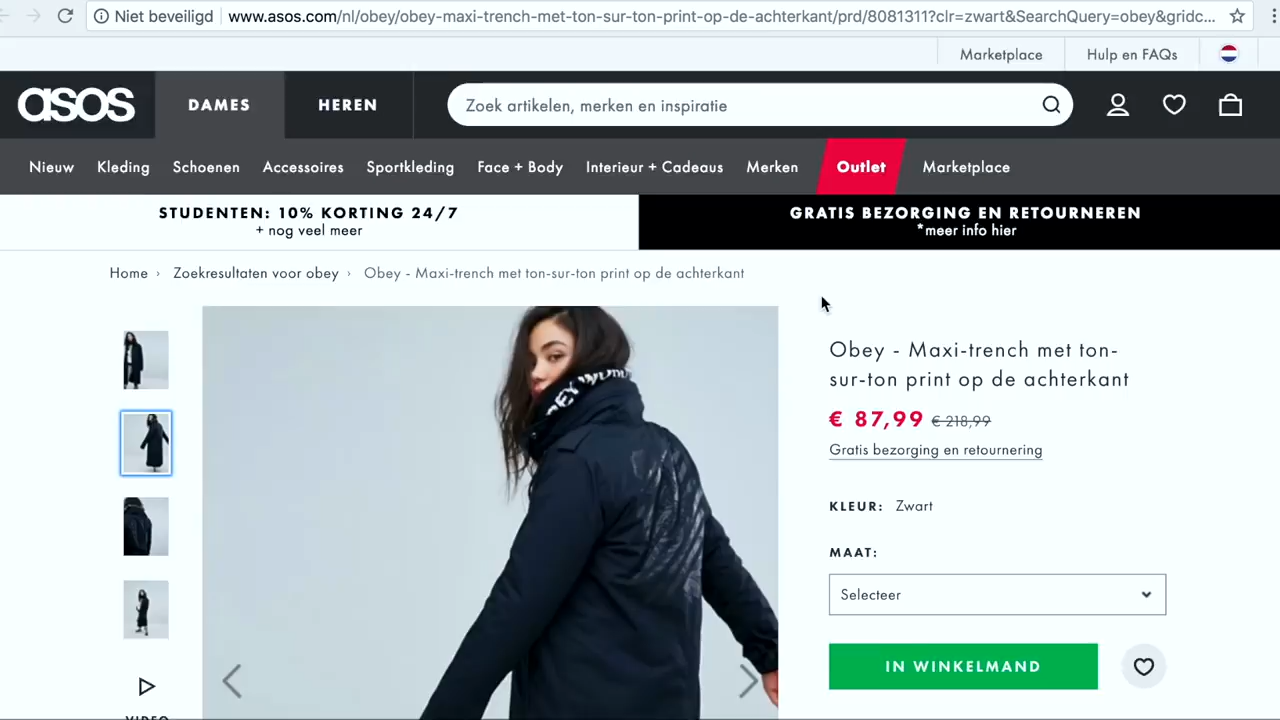 Niet beveiligd
www.asos.com/nl/obey/obey-maxi-trench-met-ton-sur-ton-print-op-de-achterkant/prd/8081311?clr=zwart&SearchQuery=obey&gridc...
Marketplace
Hulp en FAQs
asos
DAMES
HEREN
Zoek artikelen, merken en inspiratie
Nieuw
Kleding
Schoenen
Accessoires
Sportkleding
Face + Body
Interieur + Cadeaus
Merken
Outlet
Marketplace
STUDENTEN: 10% KORTING 24/7
+ nog veel meer
GRATIS BEZORGING EN RETOURNEREN
*meer info hier
Home › Zoekresultaten voor obey › Obey - Maxi-trench met ton-sur-ton print op de achterkant
Obey - Maxi-trench met ton-
sur-ton print op de achterkant
€ 87,99 € 218,99
Gratis bezorging en retournering
KLEUR: Zwart
MAAT:
Selecteer
IN WINKELMAND
VIDEO